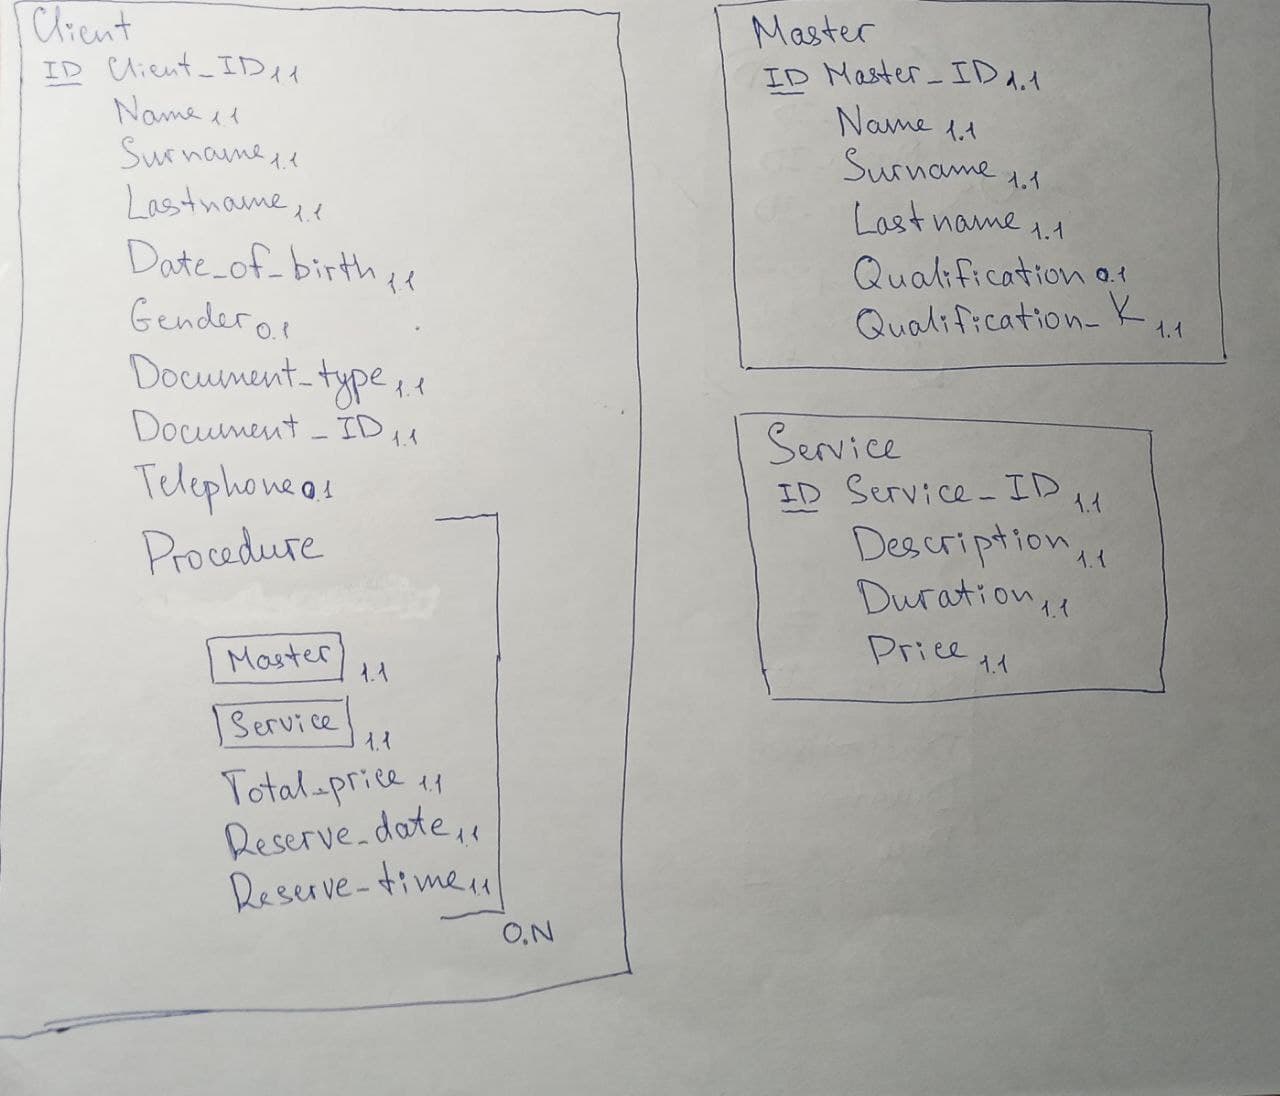 Client
ID Client_ID 1.1
Name 1.1
Surname 1.1
Lastname 1.1
Date_of_birth 1.1
Gender 0.1
Document_type 1.1
Document_ID 1.1
Telephone 0.1
Procedure
Master 1.1
Service 1.1
Total_price 1.1
Reserve_date 1.1
Reserve_time 1.1
0.N
Master
ID Master_ID 1.1
Name 1.1
Surname 1.1
Lastname 1.1
Qualification 0.1
Qualification_K 1.1
Service
ID Service_ID 1.1
Description 1.1
Duration 1.1
Price 1.1